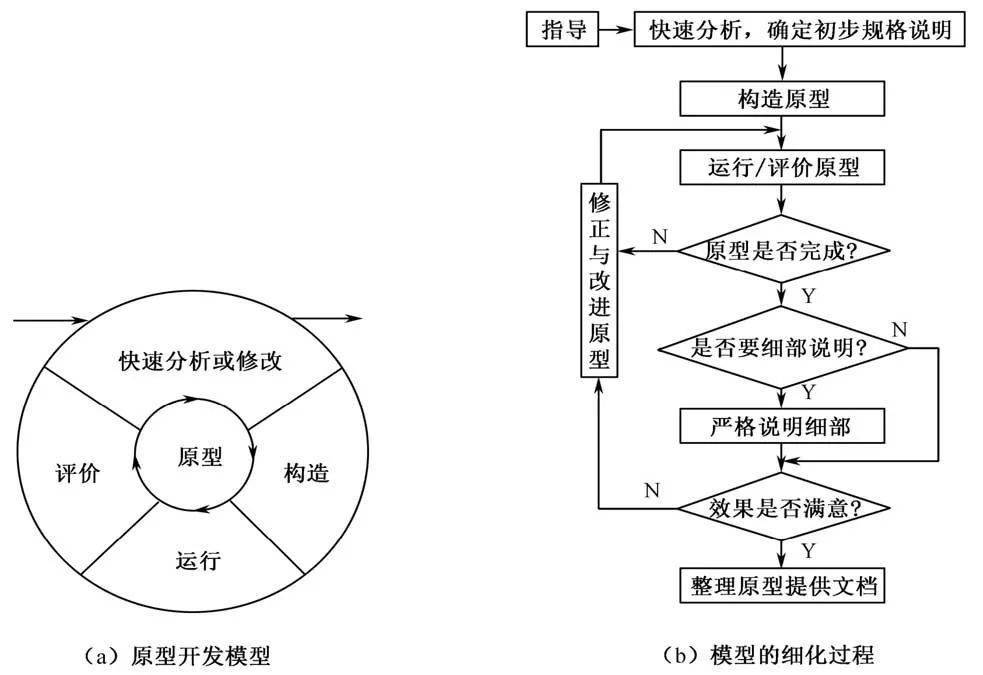 快速分析或修改
评价
原型
构造
运行
（a）原型开发模型
指导
快速分析，确定初步规格说明
构造原型
运行/评价原型
修正与改进原型
N
原型是否完成?
Y
是否要细部说明?
N
Y
严格说明细部
N
效果是否满意?
Y
整理原型提供文档
（b）模型的细化过程